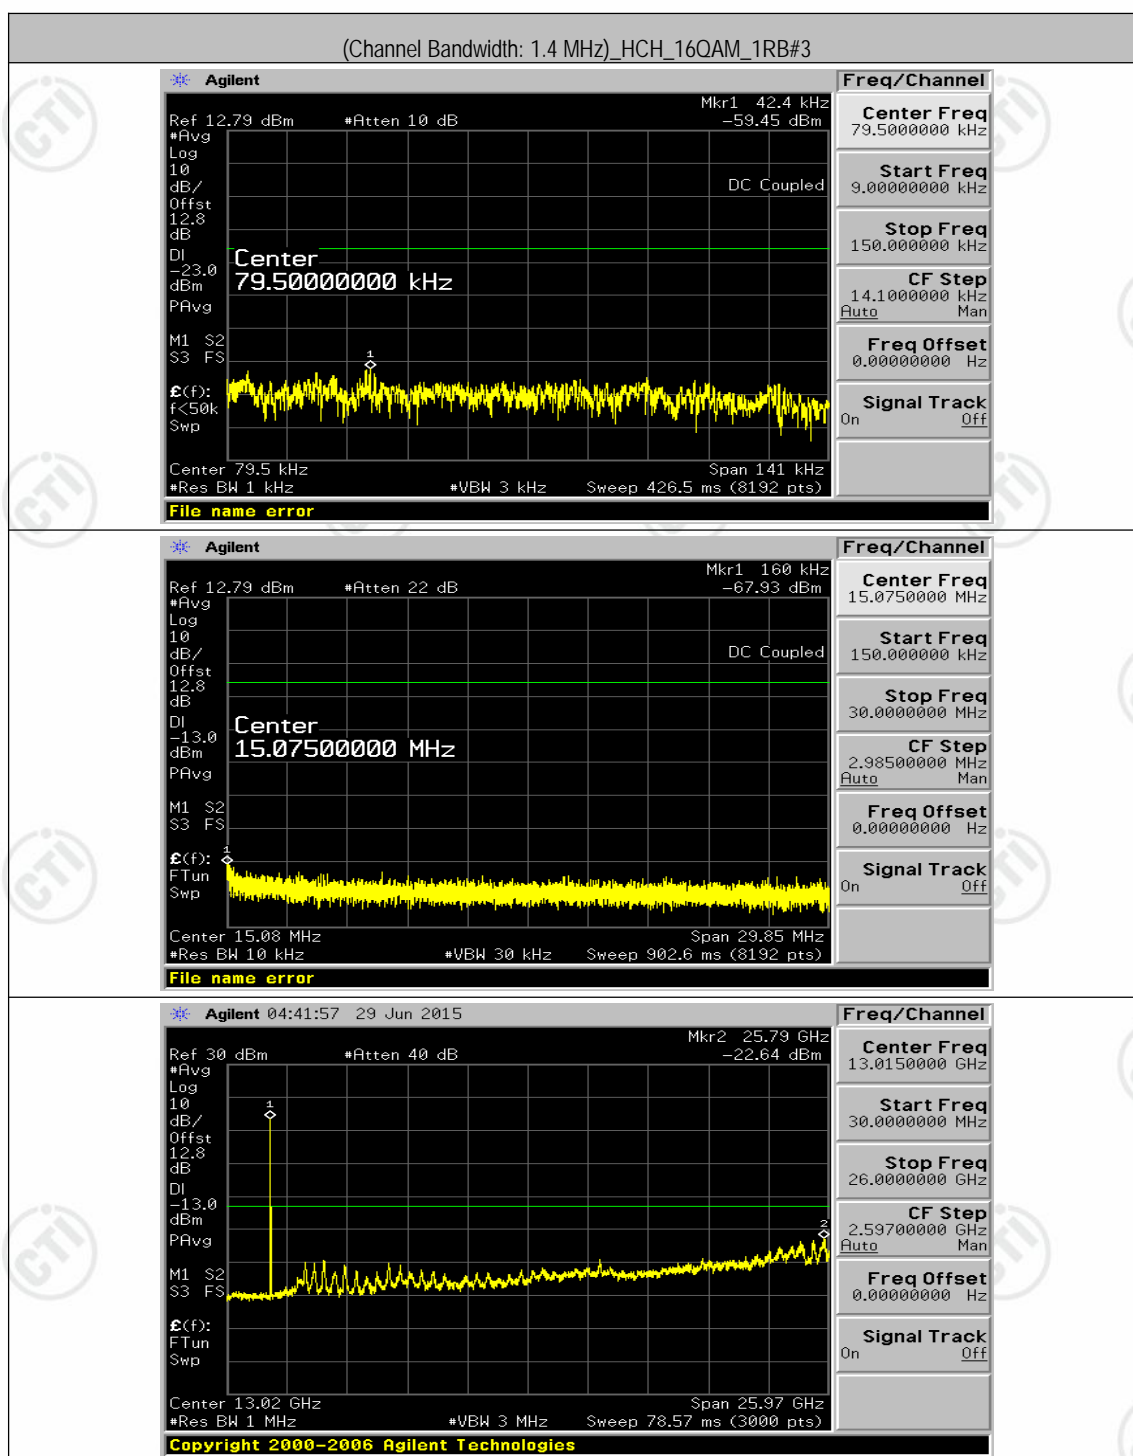 (Channel Bandwidth: 1.4 MHz)_HCH_16QAM_1RB#3
Agilent
Freq/Channel
Mkr1 42.4 kHz
Ref 12.79 dBm #Atten 10 dB -59.45 dBm
#Avg
Log
10
dB/
Offst
12.8
dB
DI
-23.0
dBm
PAvg
M1 S2
S3 FS
£(f):
f<50k
Swp
DC Coupled
Center
79.50000000 kHz
1
Center 79.5 kHz Span 141 kHz
#Res BW 1 kHz #VBW 3 kHz Sweep 426.5 ms (8192 pts)
File name error
Center Freq
79.5000000 kHz
Start Freq
9.00000000 kHz
Stop Freq
150.000000 kHz
CF Step
14.1000000 kHz
Auto Man
Freq Offset
0.00000000 Hz
Signal Track
On Off
Agilent
Freq/Channel
Mkr1 160 kHz
Ref 12.79 dBm #Atten 22 dB -67.93 dBm
#Avg
Log
10
dB/
Offst
12.8
dB
DI
-13.0
dBm
PAvg
M1 S2
S3 FS
£(f):
FTun
Swp
DC Coupled
Center
15.07500000 MHz
1
Center 15.08 MHz Span 29.85 MHz
#Res BW 10 kHz #VBW 30 kHz Sweep 902.6 ms (8192 pts)
File name error
Center Freq
15.0750000 MHz
Start Freq
150.000000 kHz
Stop Freq
30.0000000 MHz
CF Step
2.98500000 MHz
Auto Man
Freq Offset
0.00000000 Hz
Signal Track
On Off
Agilent 04:41:57 29 Jun 2015
Freq/Channel
Mkr2 25.79 GHz
Ref 30 dBm #Atten 40 dB -22.64 dBm
#Avg
Log
10
dB/
Offst
12.8
dB
DI
-13.0
dBm
PAvg
M1 S2
S3 FS
£(f):
FTun
Swp
1
2
Center 13.02 GHz Span 25.97 GHz
#Res BW 1 MHz #VBW 3 MHz Sweep 78.57 ms (3000 pts)
Copyright 2000-2006 Agilent Technologies
Center Freq
13.0150000 GHz
Start Freq
30.0000000 MHz
Stop Freq
26.0000000 GHz
CF Step
2.59700000 GHz
Auto Man
Freq Offset
0.00000000 Hz
Signal Track
On Off
CTI
CTI
CTI
CTI
CTI
CTI
CTI
CTI